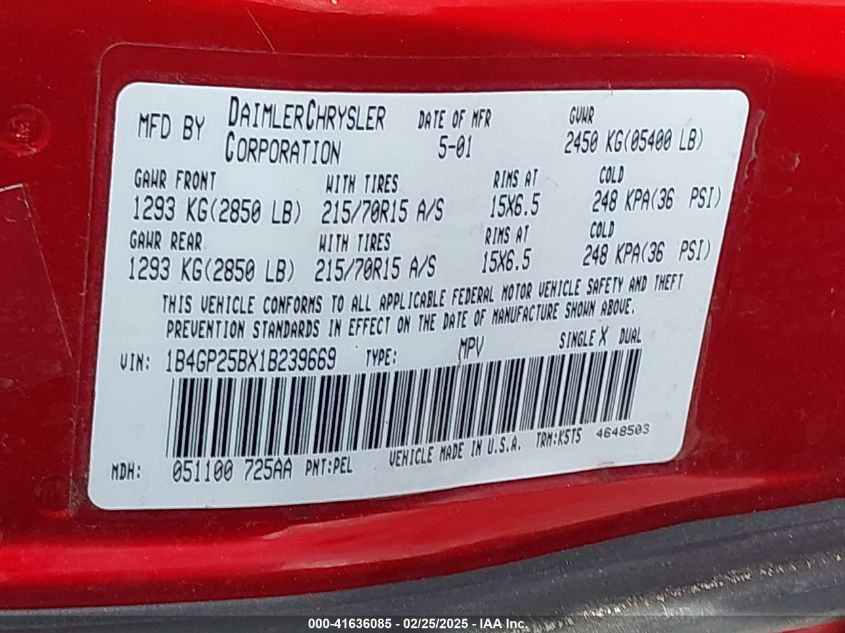 MFD BY DAIMLERCHRYSLER CORPORATION DATE OF MFR 5-01 GVWR 2450 KG(05400 LB)
GAWR FRONT WITH TIRES RIMS AT COLD
1293 KG(2850 LB) 215/70R15 A/S 15X6.5 248 KPA(36 PSI)
GAWR REAR WITH TIRES RIMS AT COLD
1293 KG(2850 LB) 215/70R15 A/S 15X6.5 248 KPA(36 PSI)
THIS VEHICLE CONFORMS TO ALL APPLICABLE FEDERAL MOTOR VEHICLE SAFETY AND THEFT
PREVENTION STANDARDS IN EFFECT ON THE DATE OF MANUFACTURE SHOWN ABOVE.
VIN: 1B4GP25BX1B239669 TYPE: MPV SINGLE X DUAL
MDH: 051100 725AA PNT:PEL VEHICLE MADE IN U.S.A. TRM:K5T5 4648503
000-41636085 / 02/25/2025 - IAA Inc.